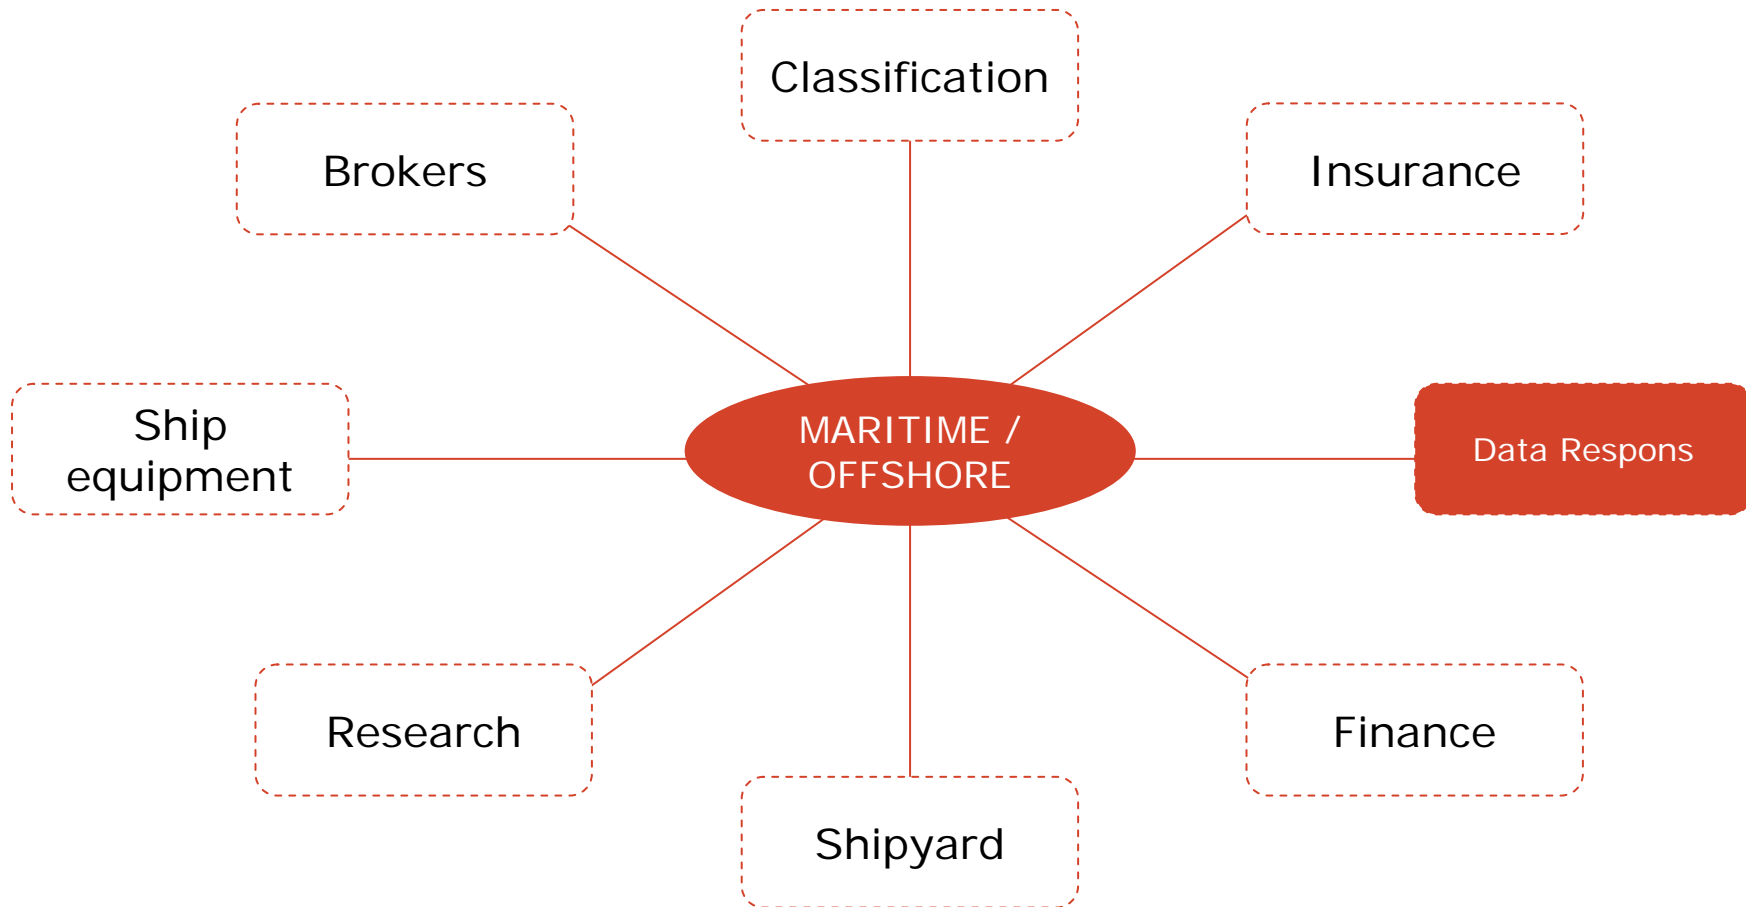 Classification
Brokers
Insurance
Ship
equipment
MARITIME /
OFFSHORE
Data Respons
Research
Finance
Shipyard